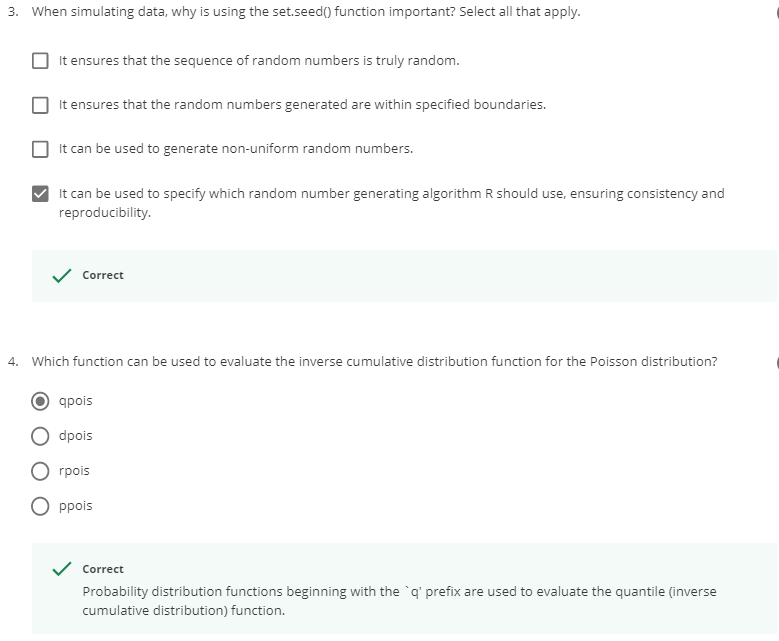 3. When simulating data, why is using the set.seed() function important? Select all that apply.
It ensures that the sequence of random numbers is truly random.
It ensures that the random numbers generated are within specified boundaries.
It can be used to generate non-uniform random numbers.
It can be used to specify which random number generating algorithm R should use, ensuring consistency and
reproducibility.
Correct
4. Which function can be used to evaluate the inverse cumulative distribution function for the Poisson distribution?
qpois
dpois
rpois
ppois
Correct
Probability distribution functions beginning with the `q' prefix are used to evaluate the quantile (inverse
cumulative distribution) function.